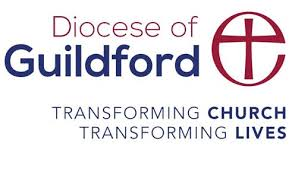 Diocese of
Guildford
TRANSFORMING CHURCH
TRANSFORMING LIVES